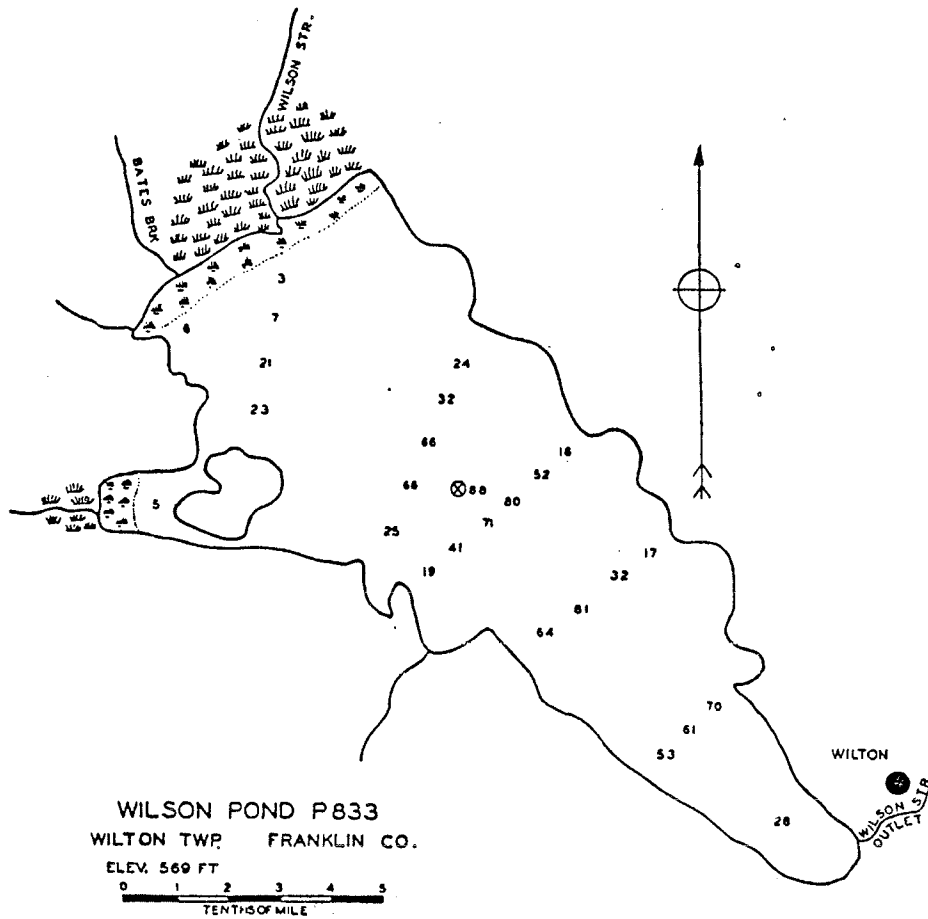 WILSON STR.
BATES BRK
3
6
7
21
24
23
32
66
16
52
66
88
80
5
71
25
41
17
19
32
81
64
70
61
53
WILTON
28
WILSON STR
OUTLET
WILSON POND P833
WILTON TWP. FRANKLIN CO.
ELEV. 569 FT
0 1 2 3 4 5
TENTHS OF MILE